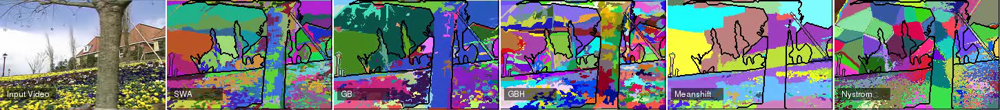 Input Video
SWA
GB
GBH
Meanshift
Nystrom